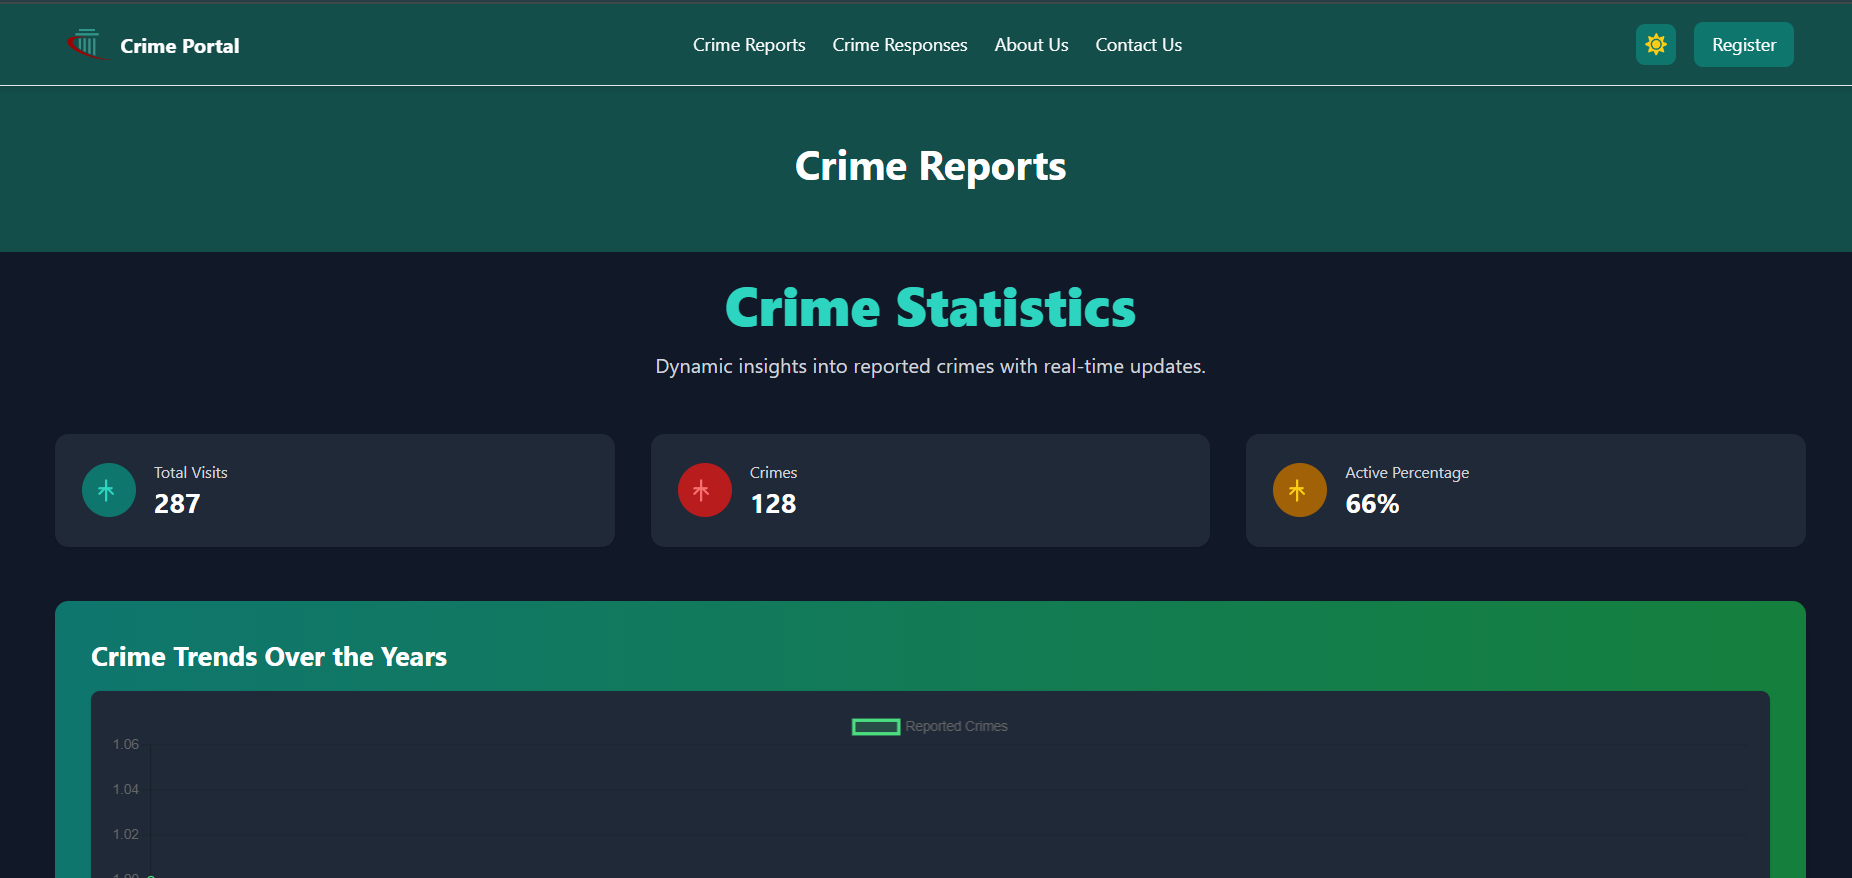 Crime Portal
Crime Reports
Crime Responses
About Us
Contact Us
Register
Crime Reports
Crime Statistics
Dynamic insights into reported crimes with real-time updates.
Total Visits
287
Crimes
128
Active Percentage
66%
Crime Trends Over the Years
Reported Crimes
1.06
1.04
1.02